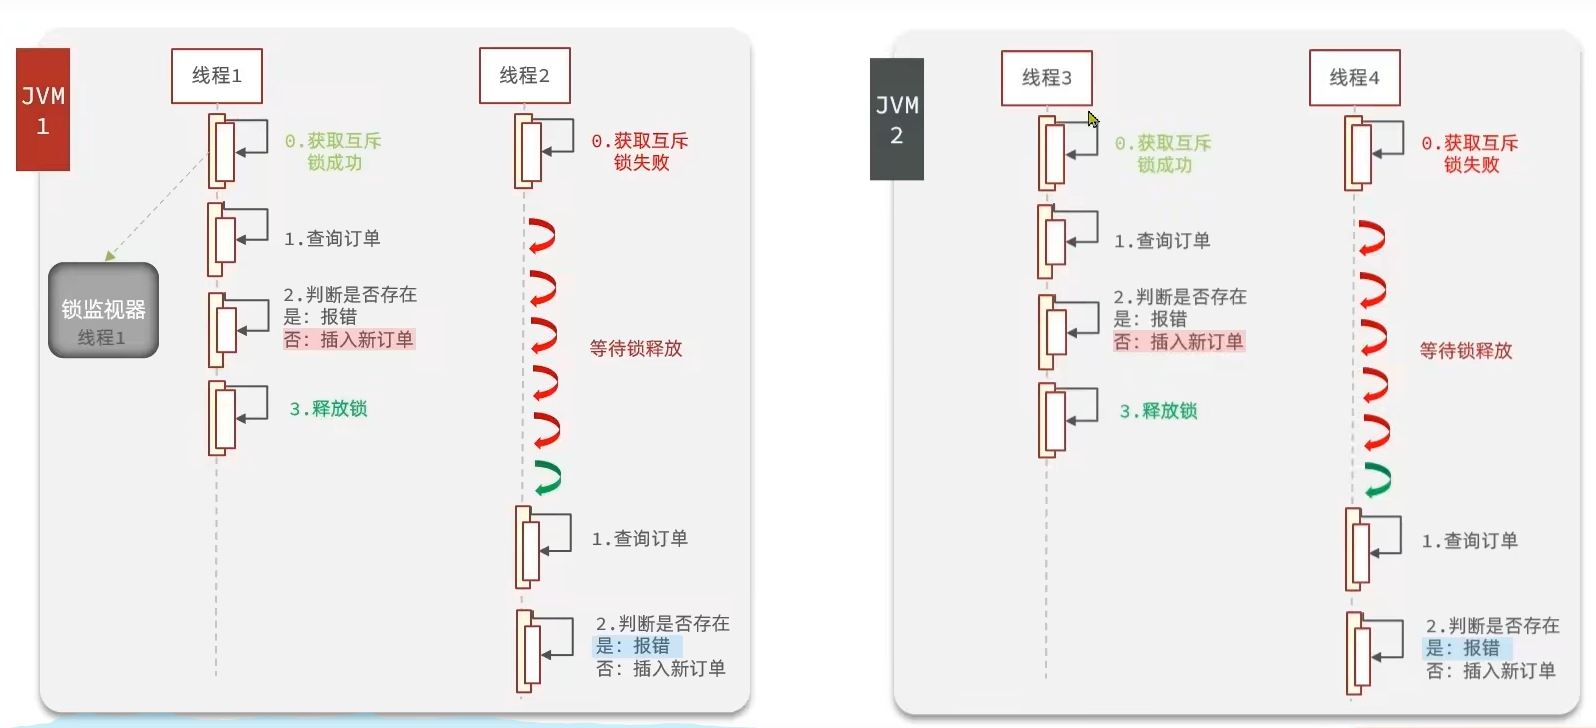 JVM
1
线程1
线程2
0.获取互斥
锁成功
0.获取互斥
锁失败
1.查询订单
锁监视器
线程1
2.判断是否存在
是：报错
否：插入新订单
等待锁释放
3.释放锁
1.查询订单
2.判断是否存在
是：报错
否：插入新订单
JVM
2
线程3
线程4
0.获取互斥
锁成功
0.获取互斥
锁失败
1.查询订单
2.判断是否存在
是：报错
否：插入新订单
等待锁释放
3.释放锁
1.查询订单
2.判断是否存在
是：报错
否：插入新订单